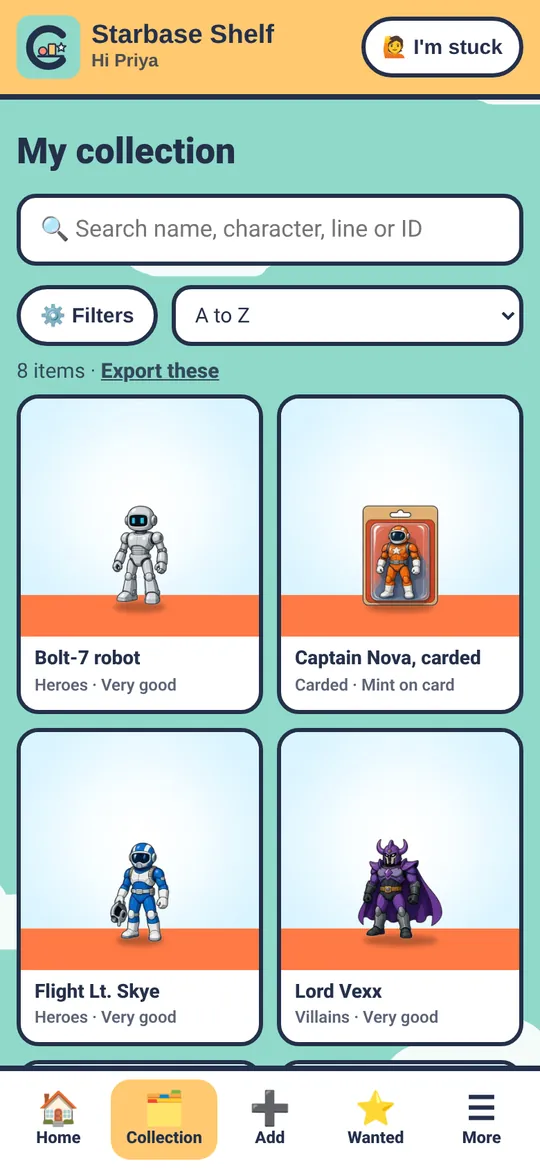 Starbase Shelf
Hi Priya
🙋 I'm stuck
My collection
🔍 Search name, character, line or ID
⚙️ Filters
A to Z
8 items · Export these
Bolt-7 robot
Heroes · Very good
Captain Nova, carded
Carded · Mint on card
Flight Lt. Skye
Heroes · Very good
Lord Vexx
Villains · Very good
Home
Collection
Add
Wanted
More